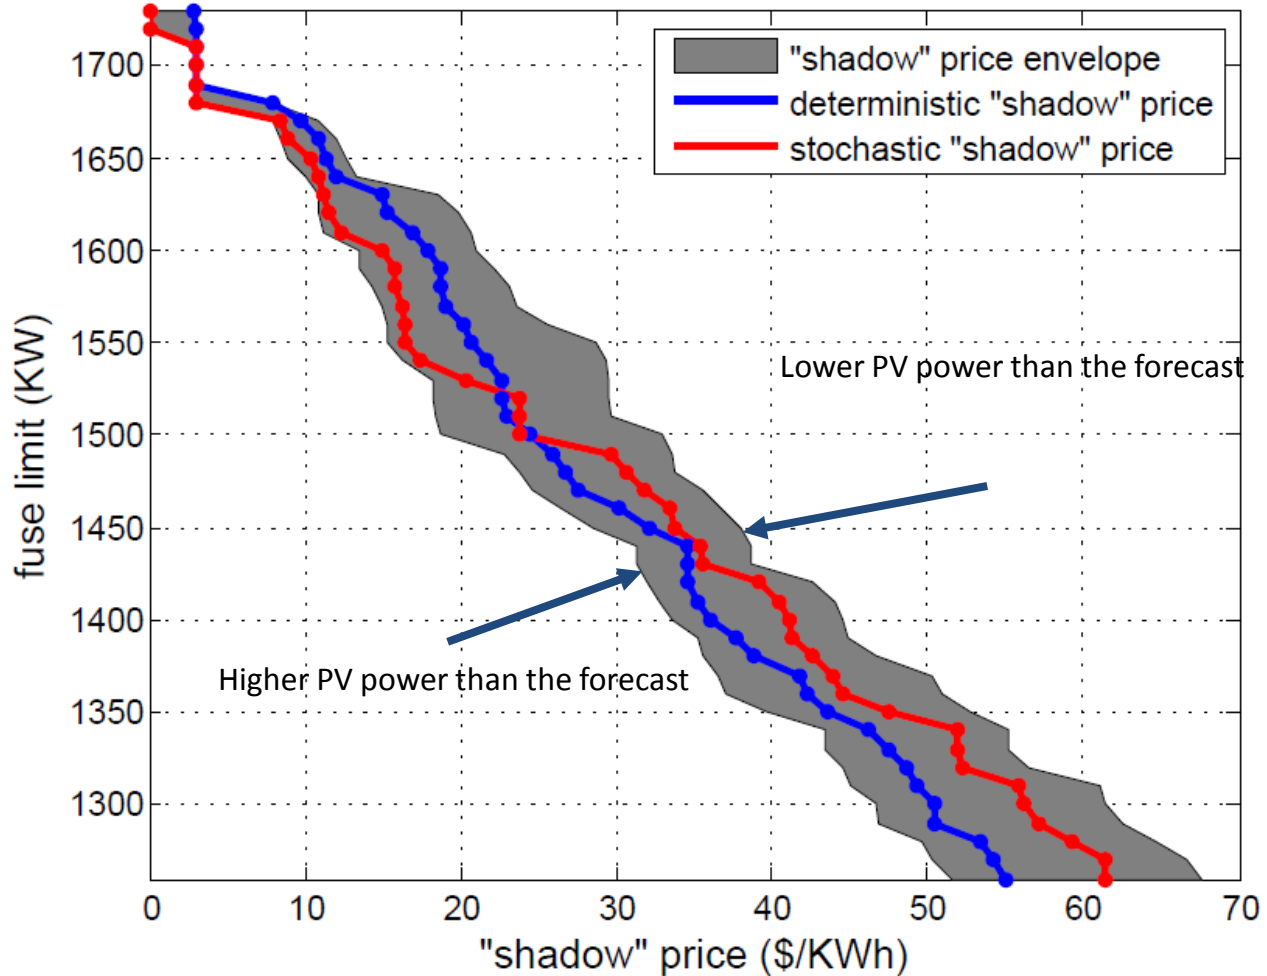 "shadow" price envelope
deterministic "shadow" price
stochastic "shadow" price
1700
1650
1600
1550
1500
1450
1400
1350
1300
fuse limit (KW)
Lower PV power than the forecast
Higher PV power than the forecast
0 10 20 30 40 50 60 70
"shadow" price ($/KWh)